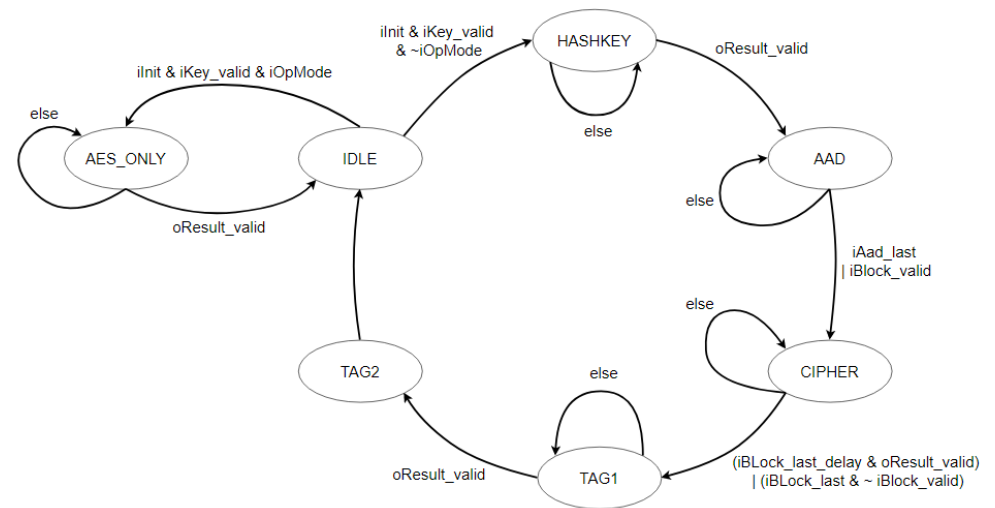 iInit & iKey_valid
& ~iOpMode
HASHKEY
oResult_valid
else
iInit & iKey_valid & iOpMode
else
AES_ONLY
IDLE
oResult_valid
AAD
else
iAad_last
| iBlock_valid
else
CIPHER
TAG2
else
oResult_valid
TAG1
(iBLock_last_delay & oResult_valid)
| (iBLock_last & ~ iBlock_valid)